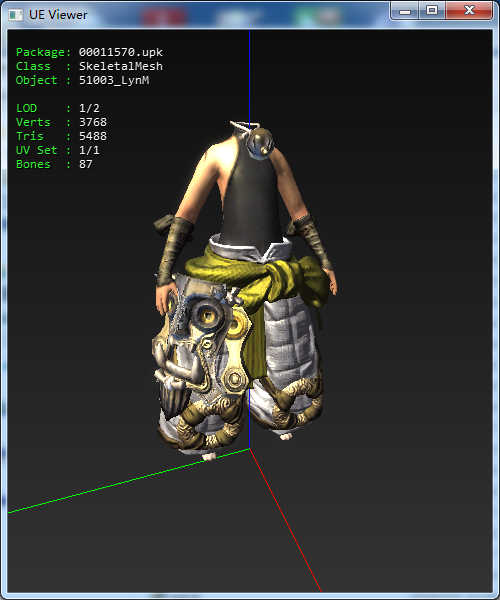 UE Viewer
Package: 00011570.upk
Class : SkeletalMesh
Object : 51003_LynM
LOD : 1/2
Verts : 3768
Tris : 5488
UV Set : 1/1
Bones : 87